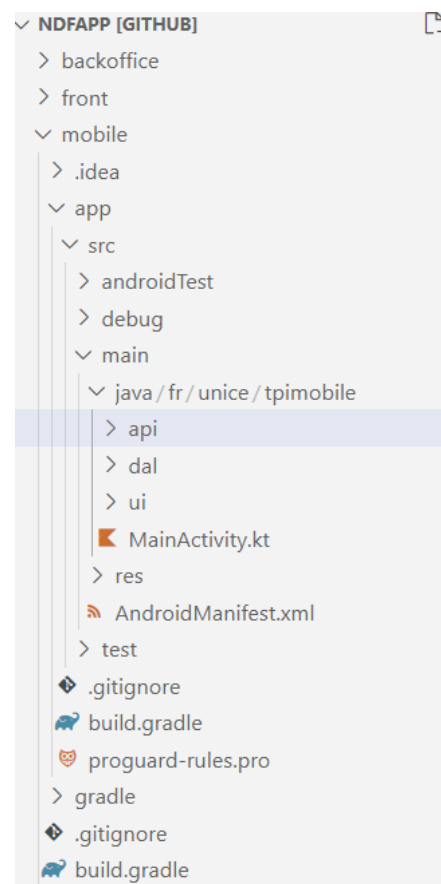 NDFAPP [GITHUB]
backoffice
front
mobile
.idea
app
src
androidTest
debug
main
java/fr/unice/tpimobile
api
dal
ui
MainActivity.kt
res
AndroidManifest.xml
test
.gitignore
build.gradle
proguard-rules.pro
gradle
.gitignore
build.gradle